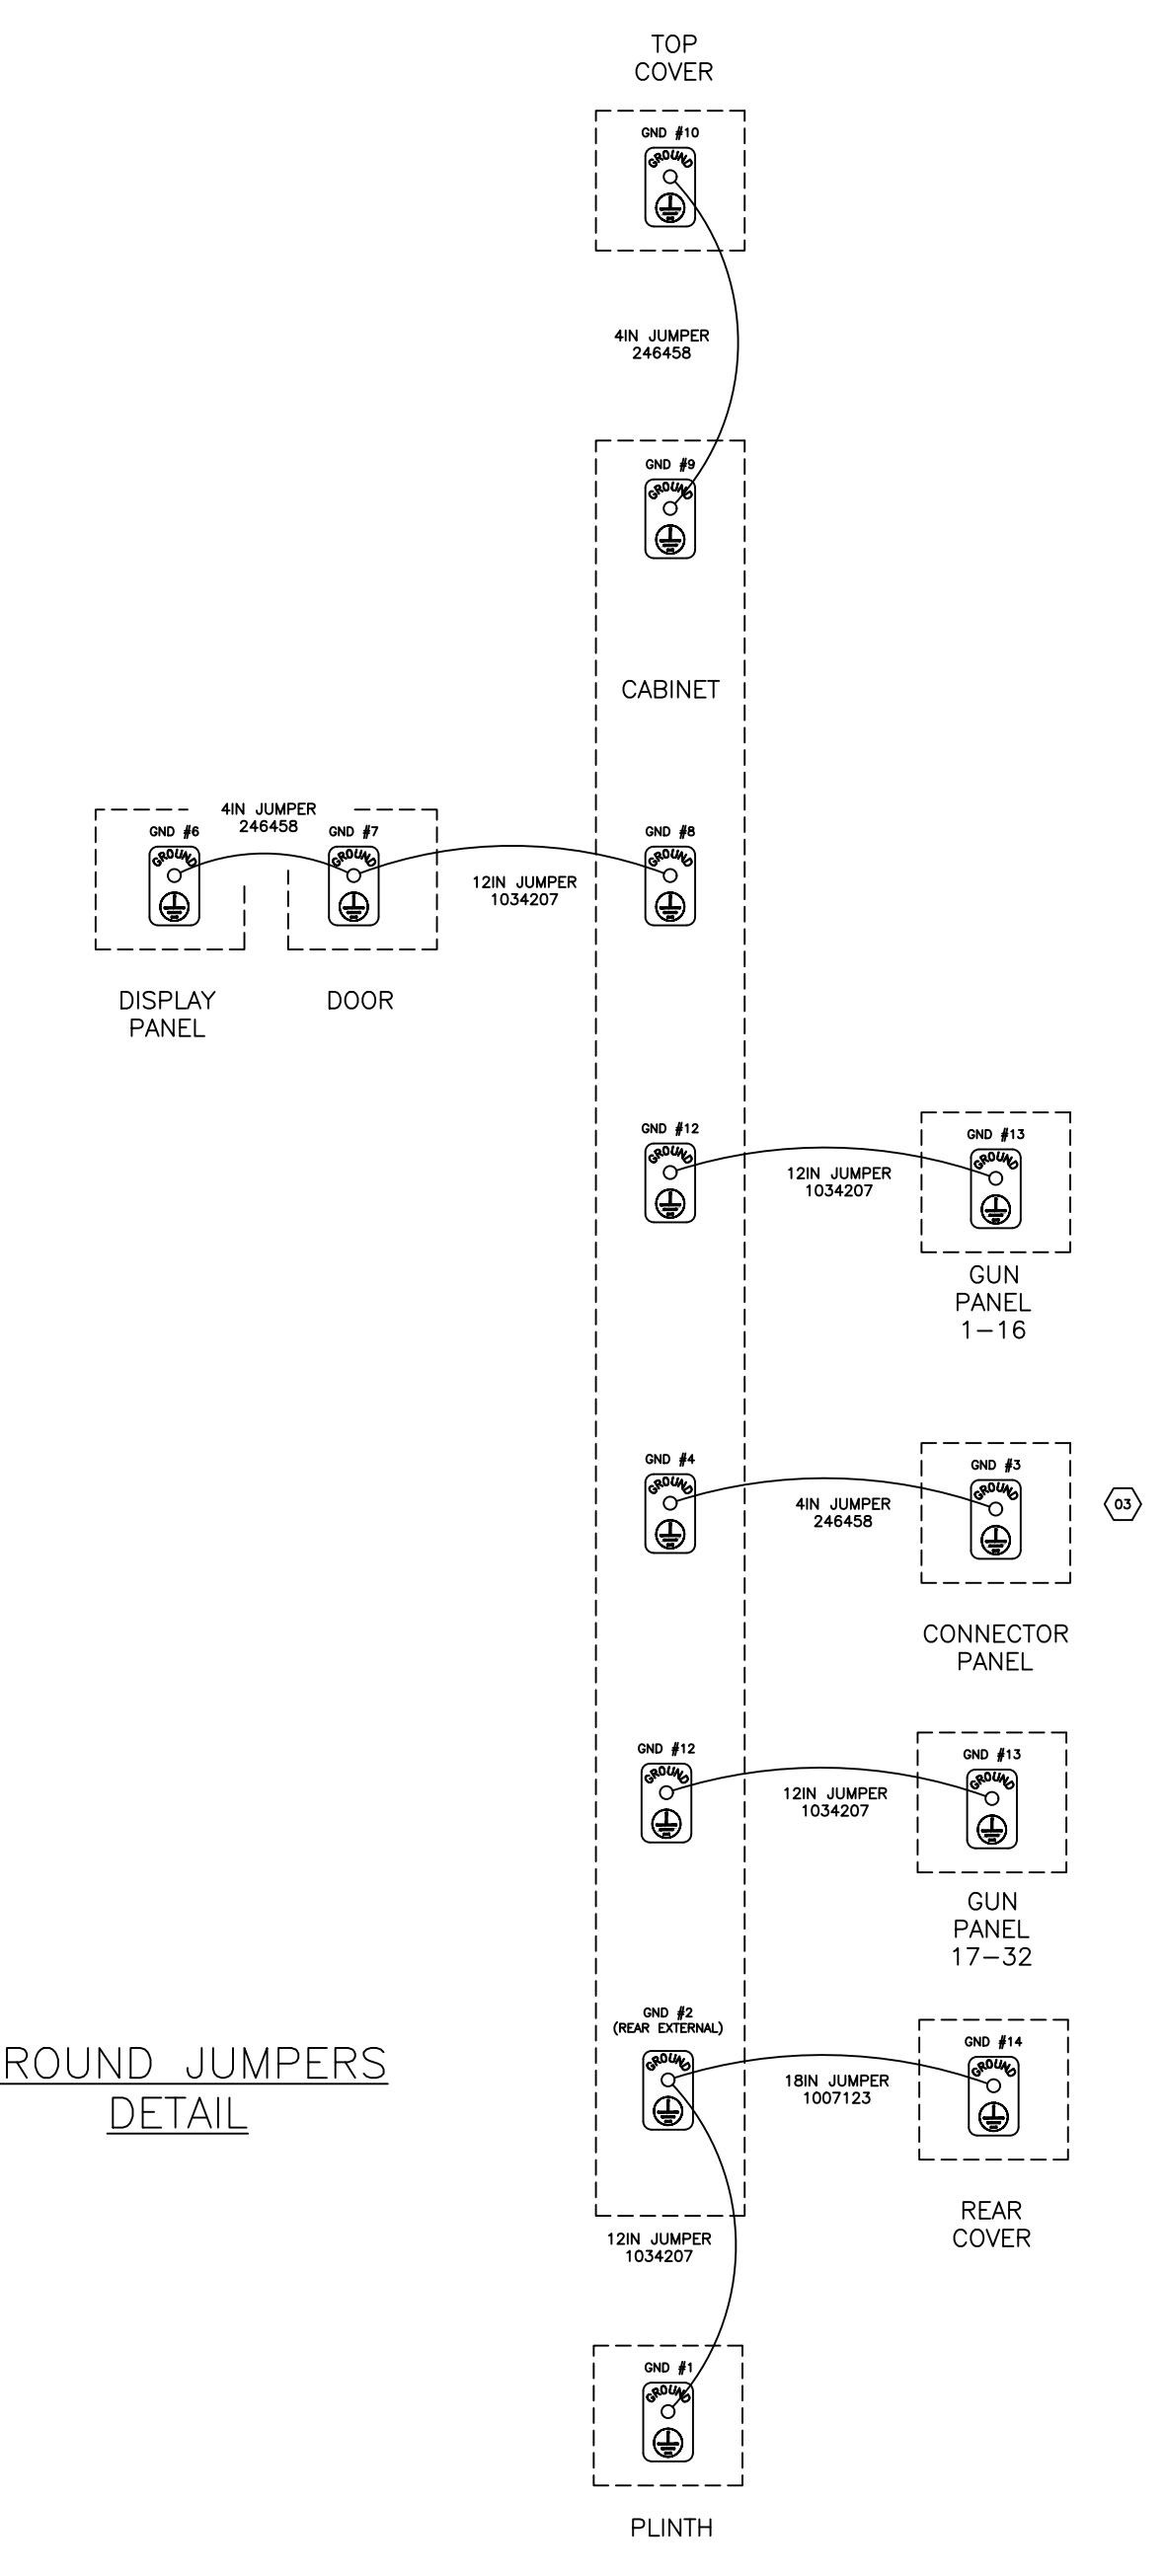 TOP
COVER
GND #10
GROUND
4IN JUMPER
246458
GND #9
GROUND
CABINET
4IN JUMPER
246458
GND #6
GROUND
GND #7
GROUND
GND #8
GROUND
12IN JUMPER
1034207
DISPLAY
PANEL
DOOR
GND #12
GROUND
12IN JUMPER
1034207
GND #13
GROUND
GUN
PANEL
1-16
GND #4
GROUND
4IN JUMPER
246458
GND #3
GROUND
03
CONNECTOR
PANEL
GND #12
GROUND
12IN JUMPER
1034207
GND #13
GROUND
GUN
PANEL
17-32
GND #2
(REAR EXTERNAL)
GROUND
18IN JUMPER
1007123
GND #14
GROUND
REAR
COVER
ROUND JUMPERS
DETAIL
12IN JUMPER
1034207
GND #1
GROUND
PLINTH